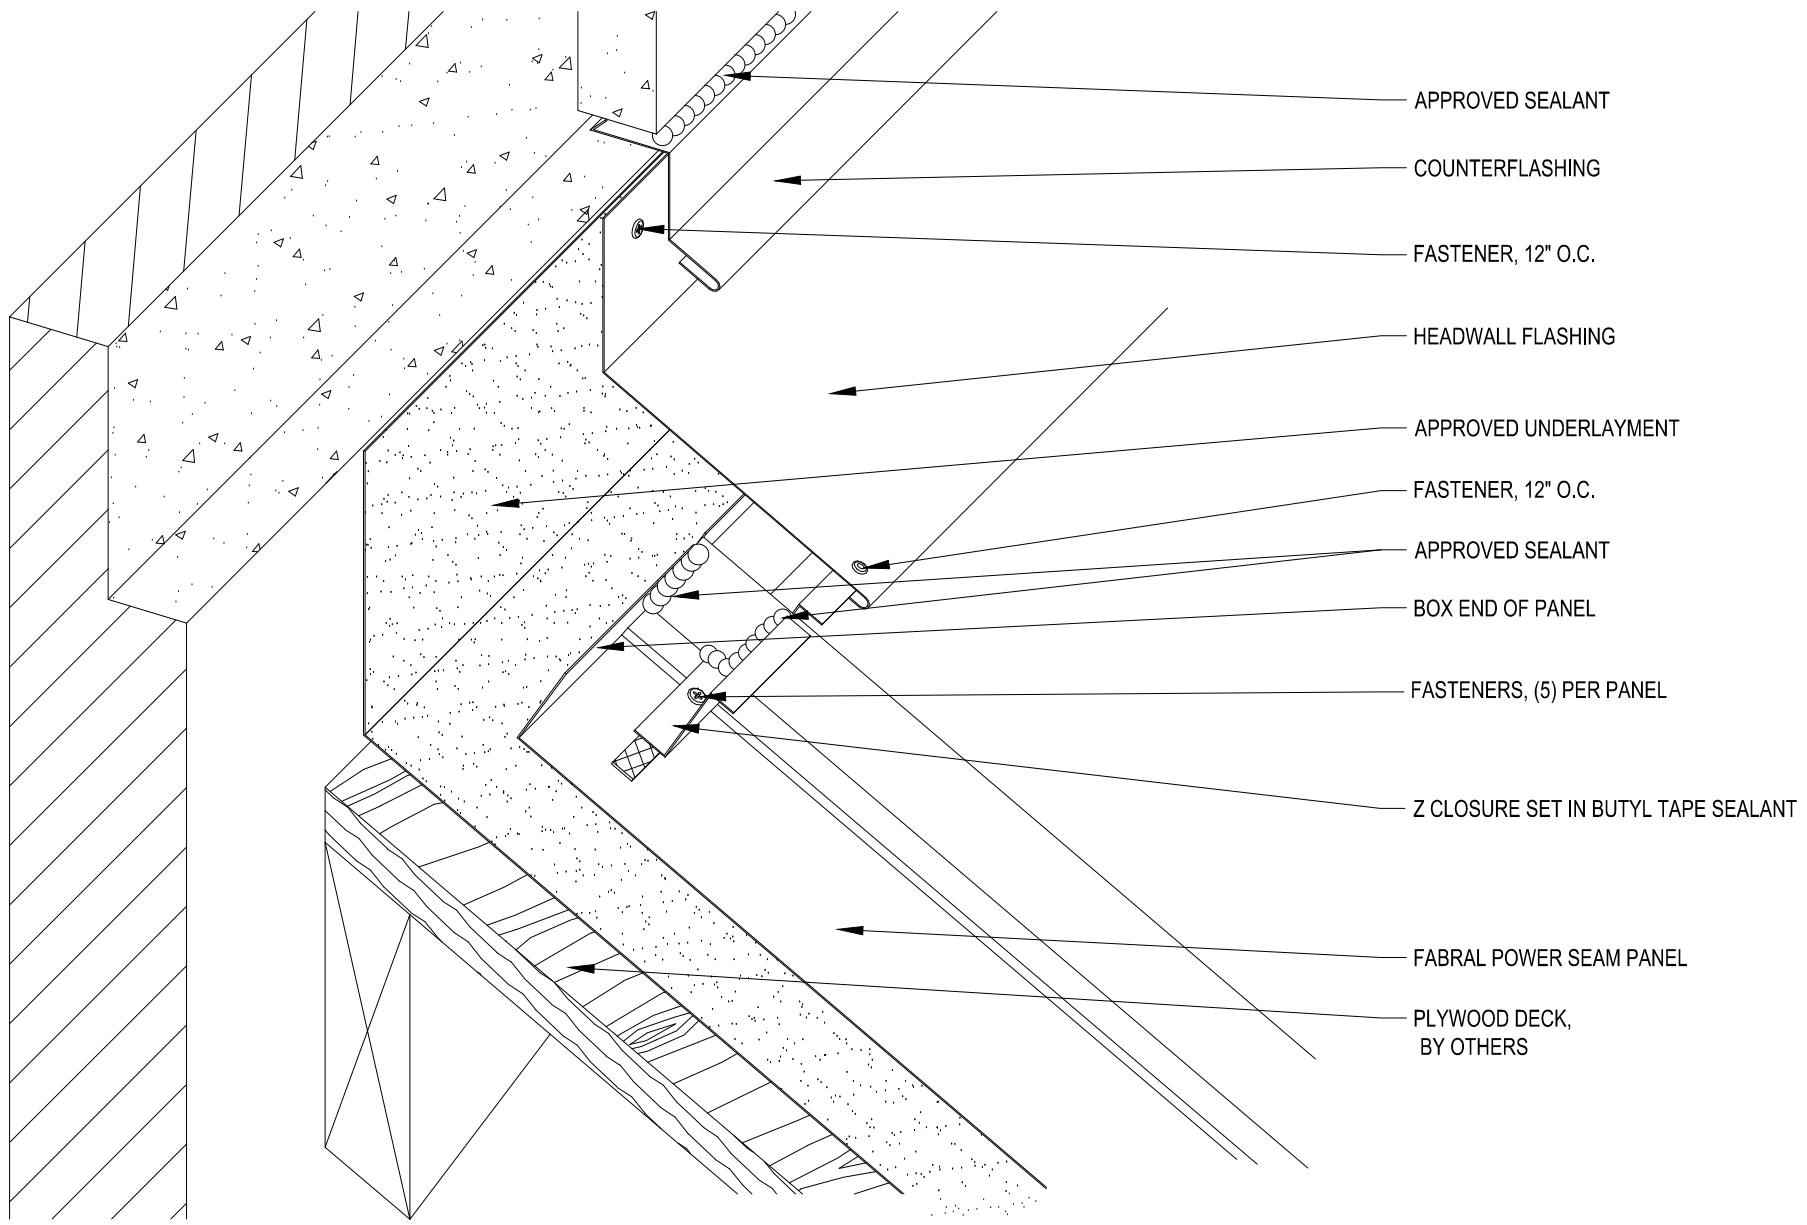 APPROVED SEALANT
COUNTERFLASHING
FASTENER, 12" O.C.
HEADWALL FLASHING
APPROVED UNDERLAYMENT
FASTENER, 12" O.C.
APPROVED SEALANT
BOX END OF PANEL
FASTENERS, (5) PER PANEL
Z CLOSURE SET IN BUTYL TAPE SEALANT
FABRAL POWER SEAM PANEL
PLYWOOD DECK,
BY OTHERS